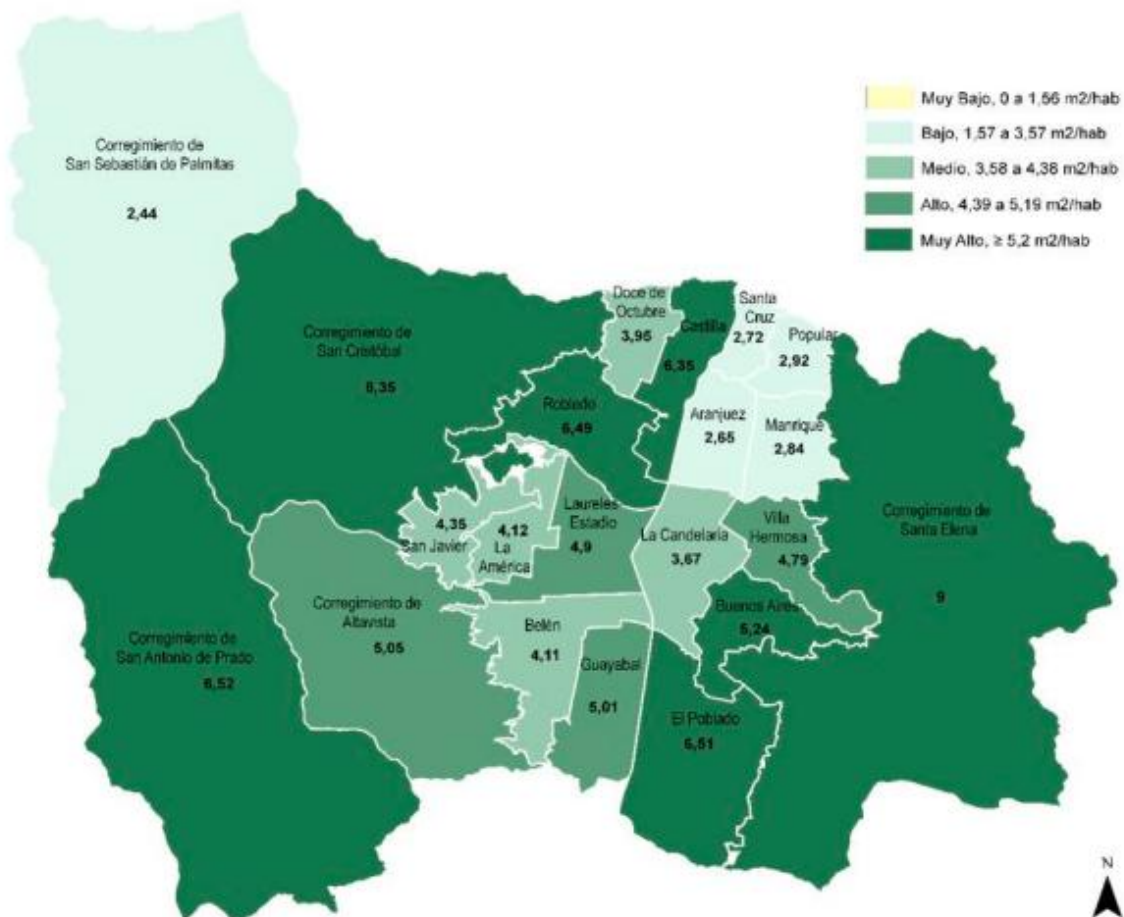 Muy Bajo, 0 a 1,56 m2/hab
Bajo, 1,57 a 3,57 m2/hab
Medio, 3,58 a 4,38 m2/hab
Alto, 4,39 a 5,19 m2/hab
Muy Alto, ≥ 5,2 m2/hab
Corregimiento de
San Sebastián de Palmitas
2,44
Corregimiento de
San Cristóbal
6,35
Doce de
Octubre
3,95
Castilla
6,35
Santa
Cruz
2,72
Popular
2,92
Robledo
6,49
Aranjuez
2,65
Manrique
2,84
Corregimiento de
Santa Elena
9
4,35
San Javier
4,12
La
América
Laureles
Estadio
4,9
La Candelaria
3,67
Villa
Hermosa
4,79
Buenos Aires
5,24
Corregimiento de
Altavista
5,05
Belén
4,11
Guayabal
5,01
El Poblado
6,51
Corregimiento de
San Antonio de Prado
6,52
N